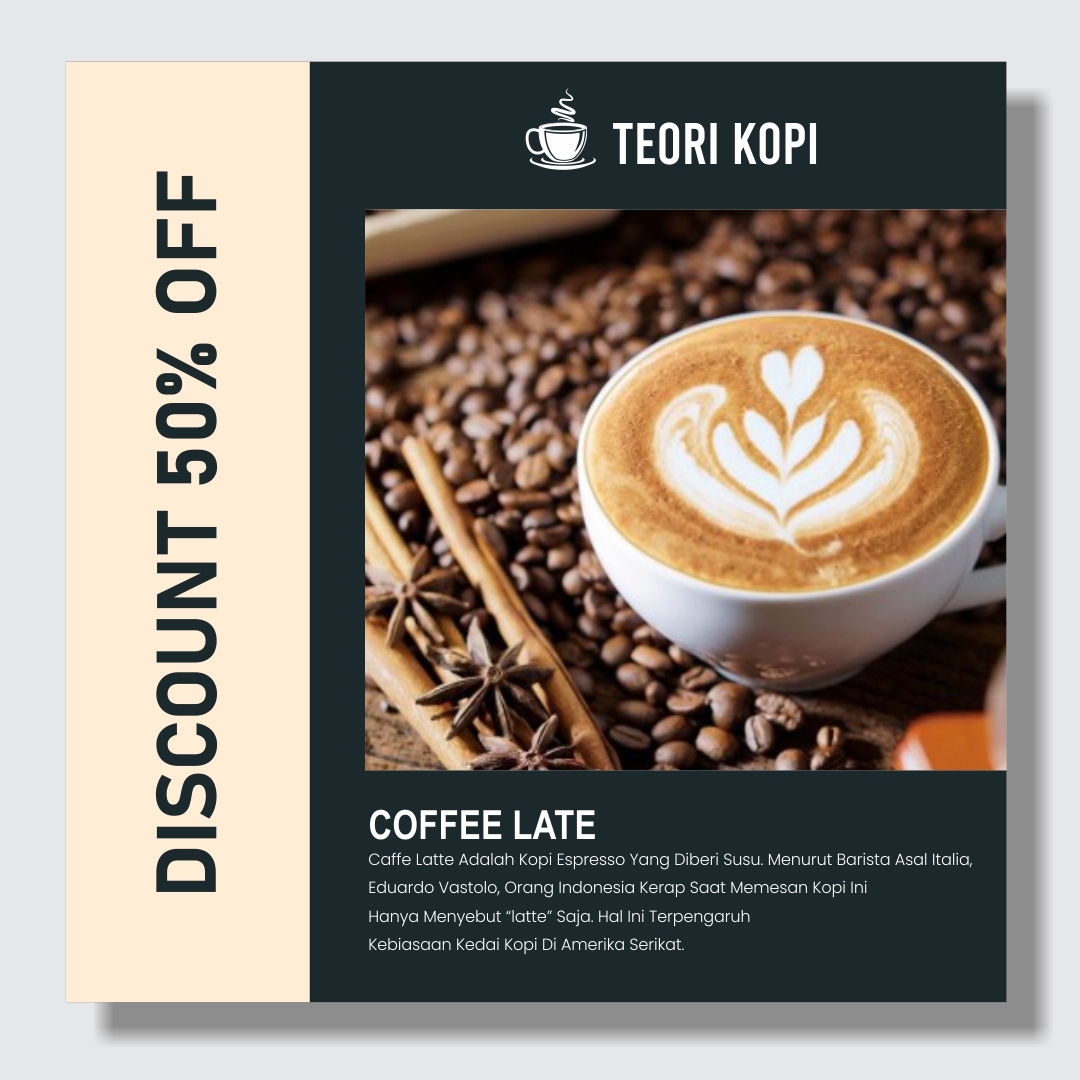 DISCOUNT 50% OFF
TEORI KOPI
COFFEE LATE
Caffe Latte Adalah Kopi Espresso Yang Diberi Susu. Menurut Barista Asal Italia,
Eduardo Vastolo, Orang Indonesia Kerap Saat Memesan Kopi Ini
Hanya Menyebut “latte” Saja. Hal Ini Terpengaruh
Kebiasaan Kedai Kopi Di Amerika Serikat.